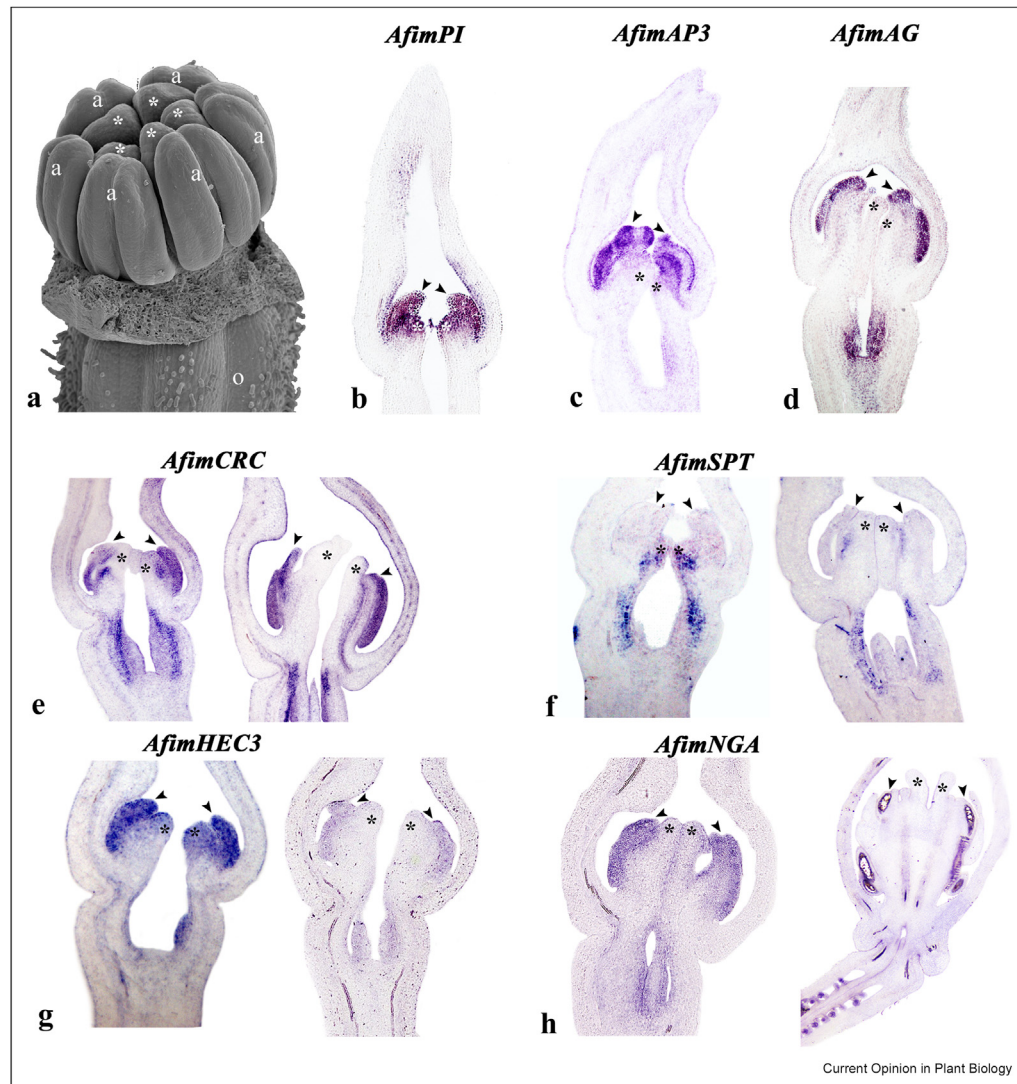 AfimPI
AfimAP3
AfimAG
a
a
a
a
a
a
o
a
b
c
d
AfimCRC
AfimSPT
e
f
AfimHEC3
AfimNGA
g
h
Current Opinion in Plant Biology